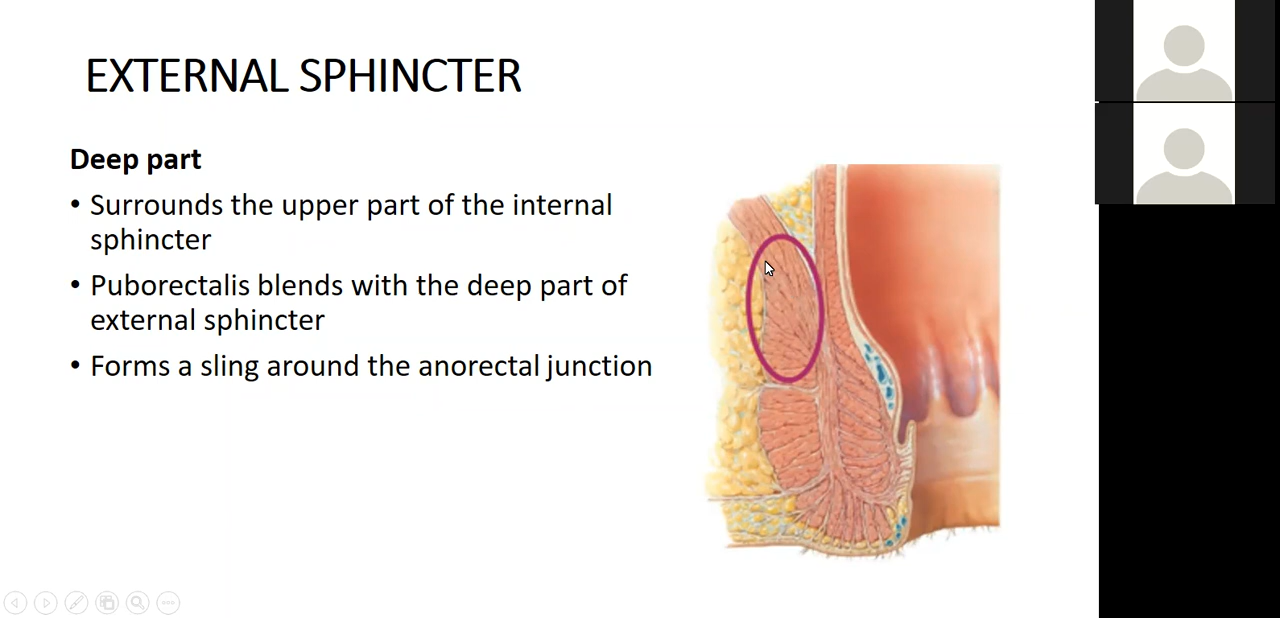 EXTERNAL SPHINCTER
Deep part
• Surrounds the upper part of the internal
sphincter
• Puborectalis blends with the deep part of
external sphincter
• Forms a sling around the anorectal junction